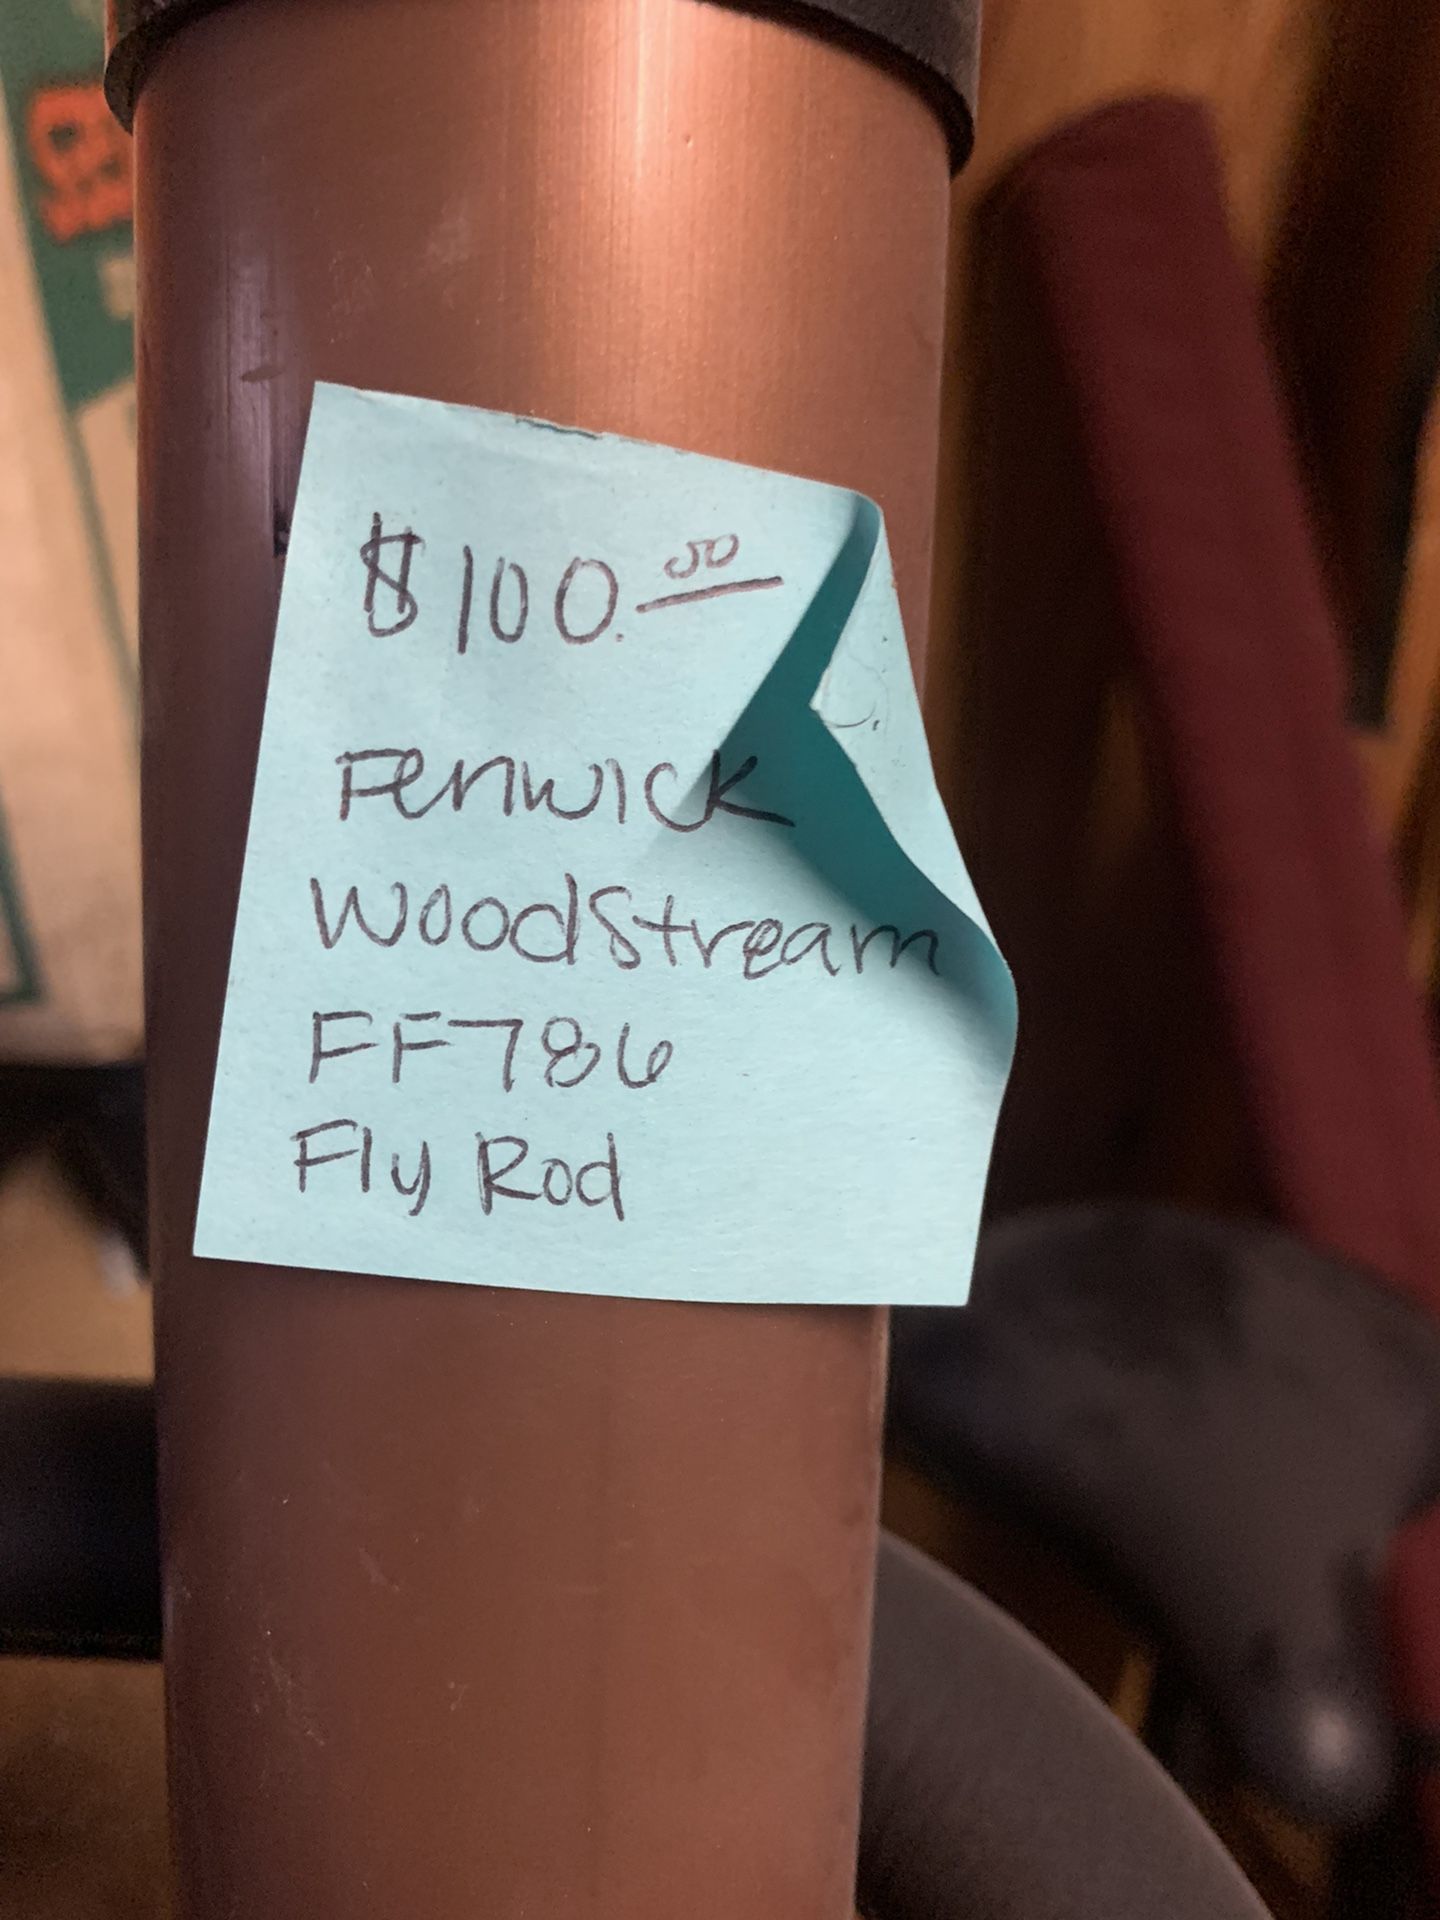 $100.00
Fenwick
Woodstream
FF786
Fly Rod